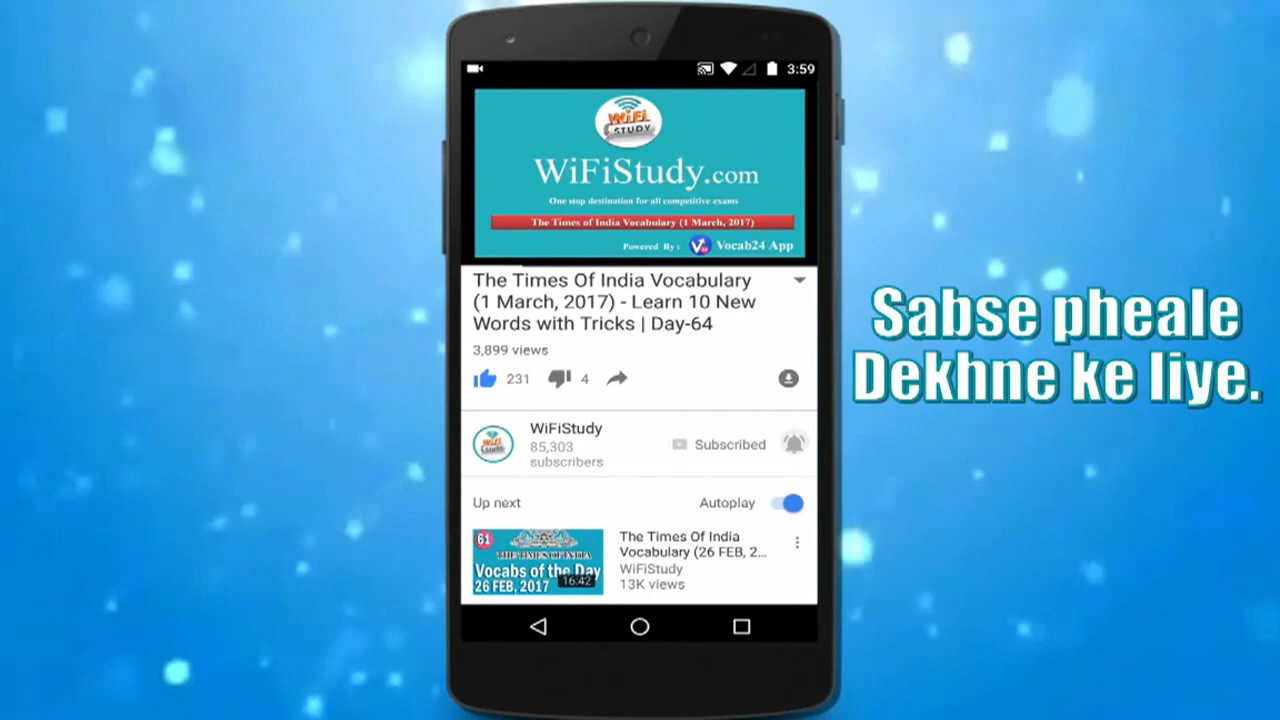 3:59
WiFi
STUDY
WiFiStudy.com
One stop destination for all competitive exams
The Times of India Vocabulary (1 March, 2017)
Powered By : Vocab24 App
The Times Of India Vocabulary
(1 March, 2017) - Learn 10 New
Words with Tricks | Day-64
3,899 views
231 4
WiFiStudy
85,303
subscribers
Subscribed
Up next Autoplay
61
THE TIMES OF INDIA
Vocabs of the Day
26 FEB, 2017
16:42
The Times Of India
Vocabulary (26 FEB, 2...
WiFiStudy
13K views
Sabse pheale
Dekhne ke liye.